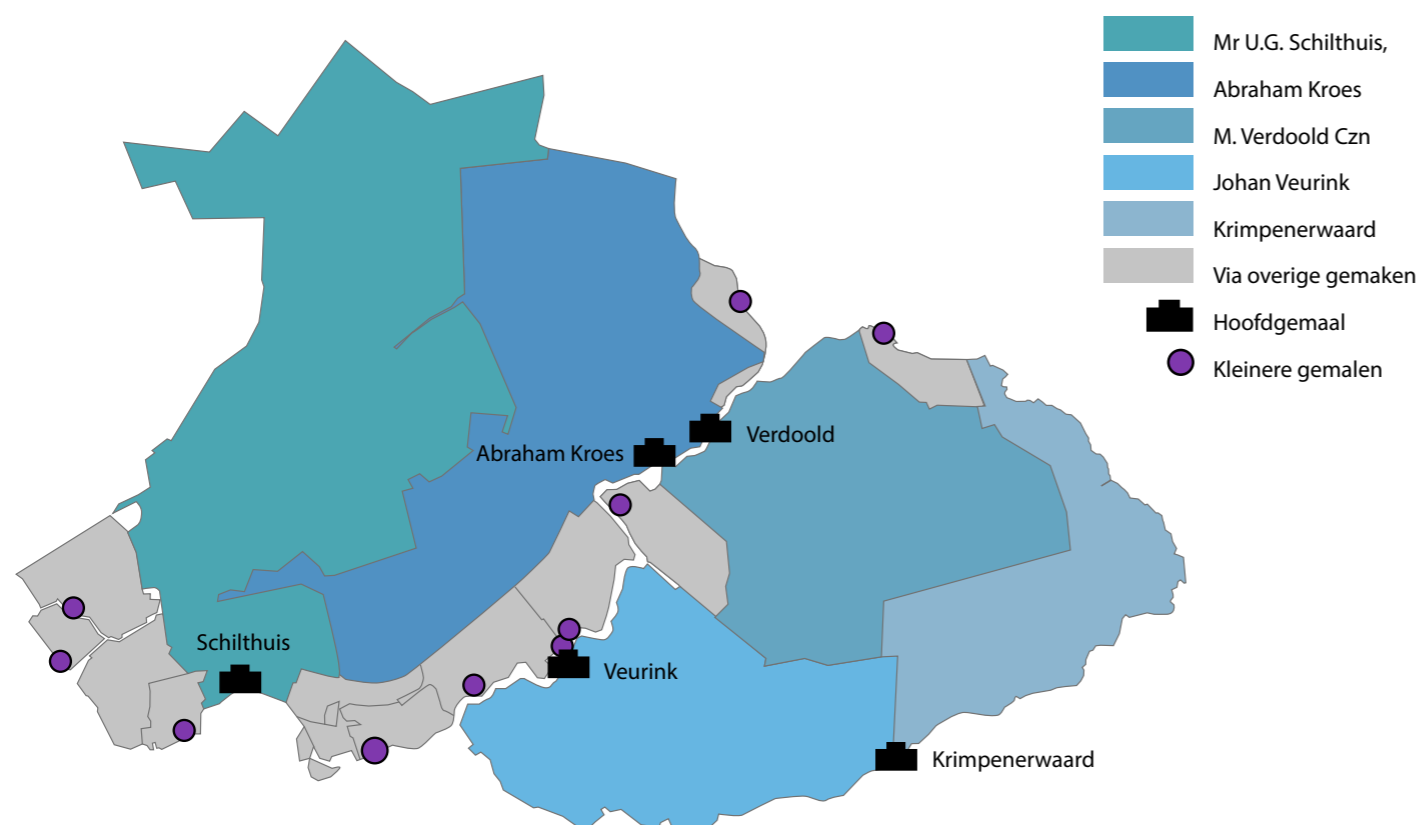 Mr U.G. Schilthuis,
Abraham Kroes
M. Verdoold Czn
Johan Veurink
Krimpenerwaard
Via overige gemaken
Hoofdgemaal
Kleinere gemalen
Verdoold
Abraham Kroes
Schilthuis
Veurink
Krimpenerwaard